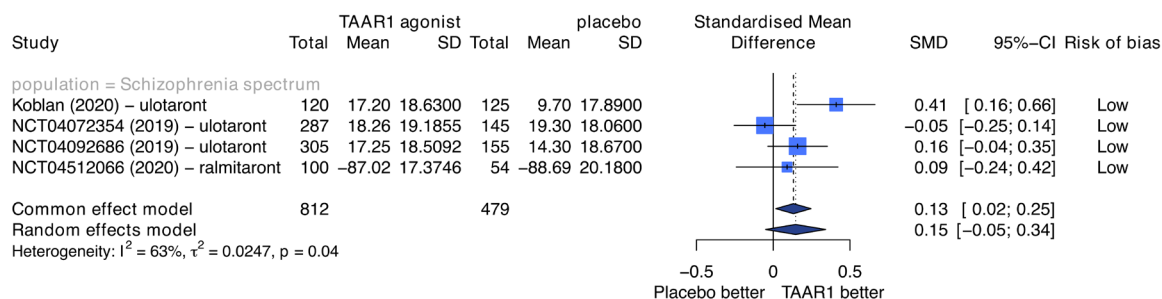 TAAR1 agonist placebo Standardised Mean
Study Total Mean SD Total Mean SD Difference SMD 95%−CI Risk of bias
population = Schizophrenia spectrum
Koblan (2020) − ulotaront 120 17.20 18.6300 125 9.70 17.8900 0.41 [ 0.16; 0.66] Low
NCT04072354 (2019) − ulotaront 287 18.26 19.1855 145 19.30 18.0600 −0.05 [−0.25; 0.14] Low
NCT04092686 (2019) − ulotaront 305 17.25 18.5092 155 14.30 18.6700 0.16 [−0.04; 0.35] Low
NCT04512066 (2020) − ralmitaront 100 −87.02 17.3746 54 −88.69 20.1800 0.09 [−0.24; 0.42] Low
Common effect model 812 479 0.13 [ 0.02; 0.25]
Random effects model 0.15 [−0.05; 0.34]
Heterogeneity: I² = 63%, τ² = 0.0247, p = 0.04
−0.5 0 0.5
Placebo better TAAR1 better